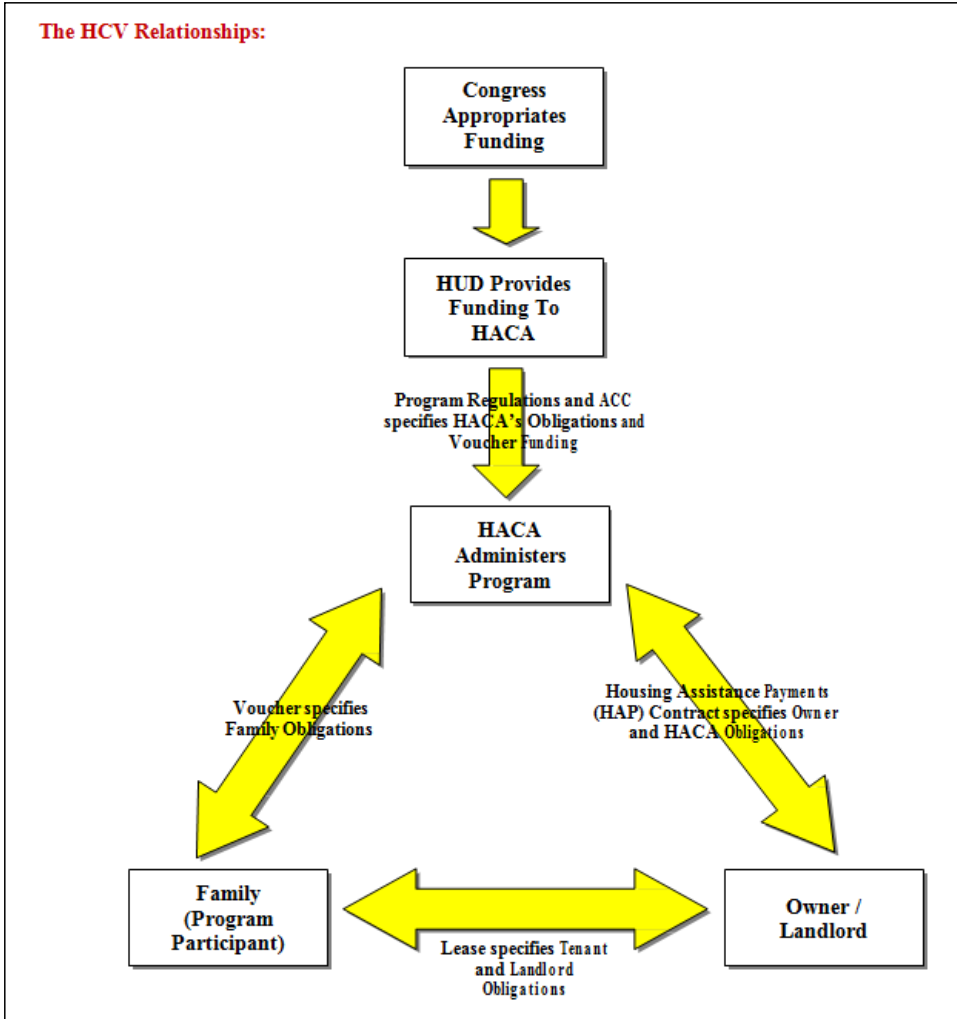 The HCV Relationships:
Congress
Appropriates
Funding
HUD Provides
Funding To
HACA
Program Regulations and ACC
specifies HACA's Obligations and
Voucher Funding
HACA
Administers
Program
Voucher specifies
Family Obligations
Housing Assistance Payments
(HAP) Contract specifies Owner
and HACA Obligations
Family
(Program
Participant)
Lease specifies Tenant
and Landlord
Obligations
Owner /
Landlord